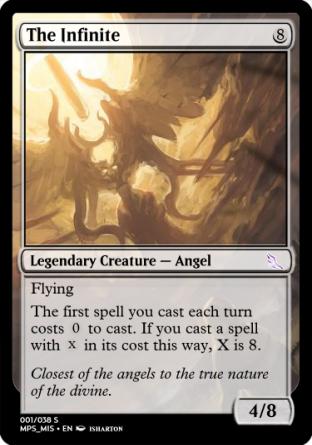 The Infinite 8
Legendary Creature — Angel
Flying
The first spell you cast each turn
costs 0 to cast. If you cast a spell
with X in its cost this way, X is 8.
Closest of the angels to the true nature
of the divine.
4/8
001/038 S
MPS_MIS • EN ISHARTON